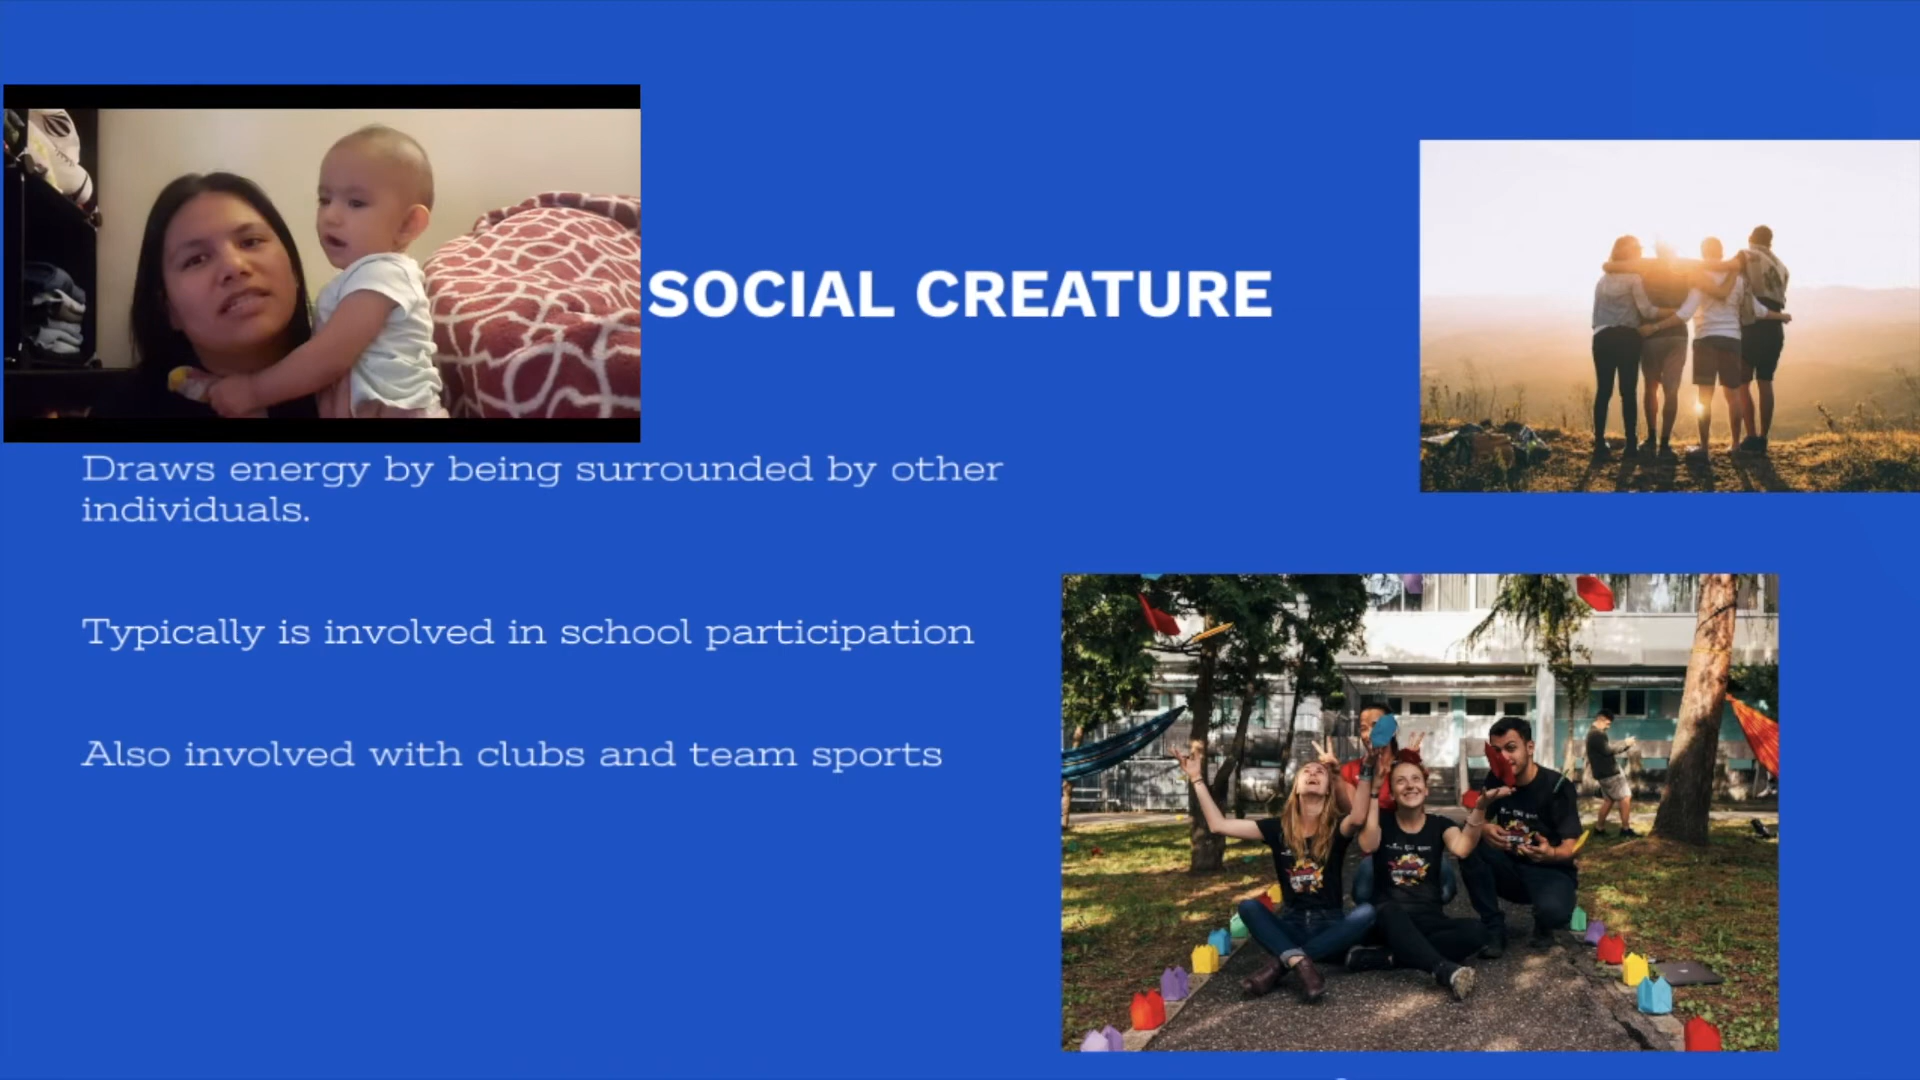 SOCIAL CREATURE
Draws energy by being surrounded by other
individuals.
Typically is involved in school participation
Also involved with clubs and team sports